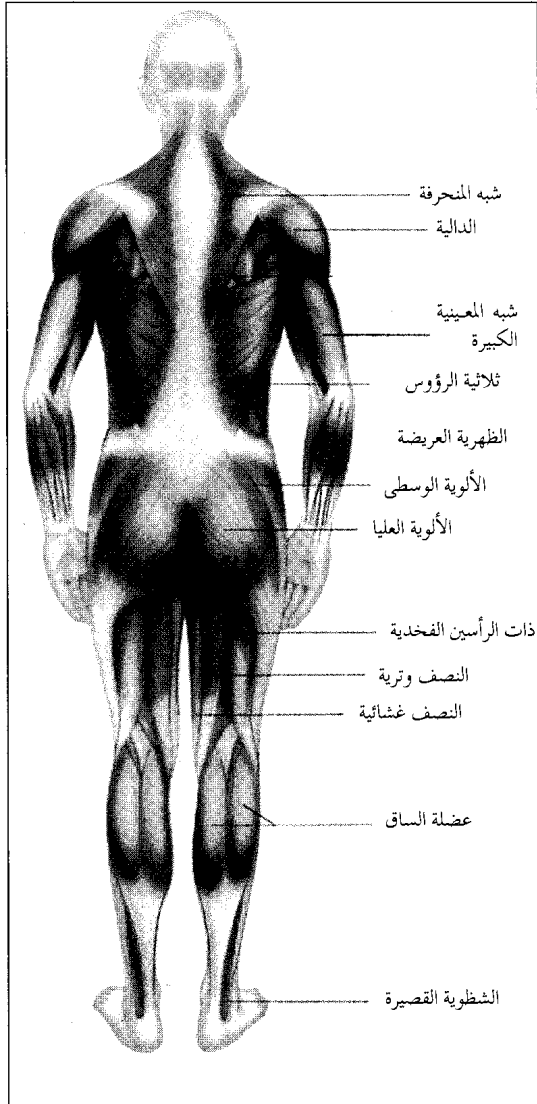 شبه المنحرفة
الدالية
شبه المعينية
الكبيرة
ثلاثية الرؤوس
الظهرية العريضة
الألوية الوسطى
الألوية العليا
ذات الرأسين الفخدية
النصف وترية
النصف غشائية
عضلة الساق
الشظوية القصيرة